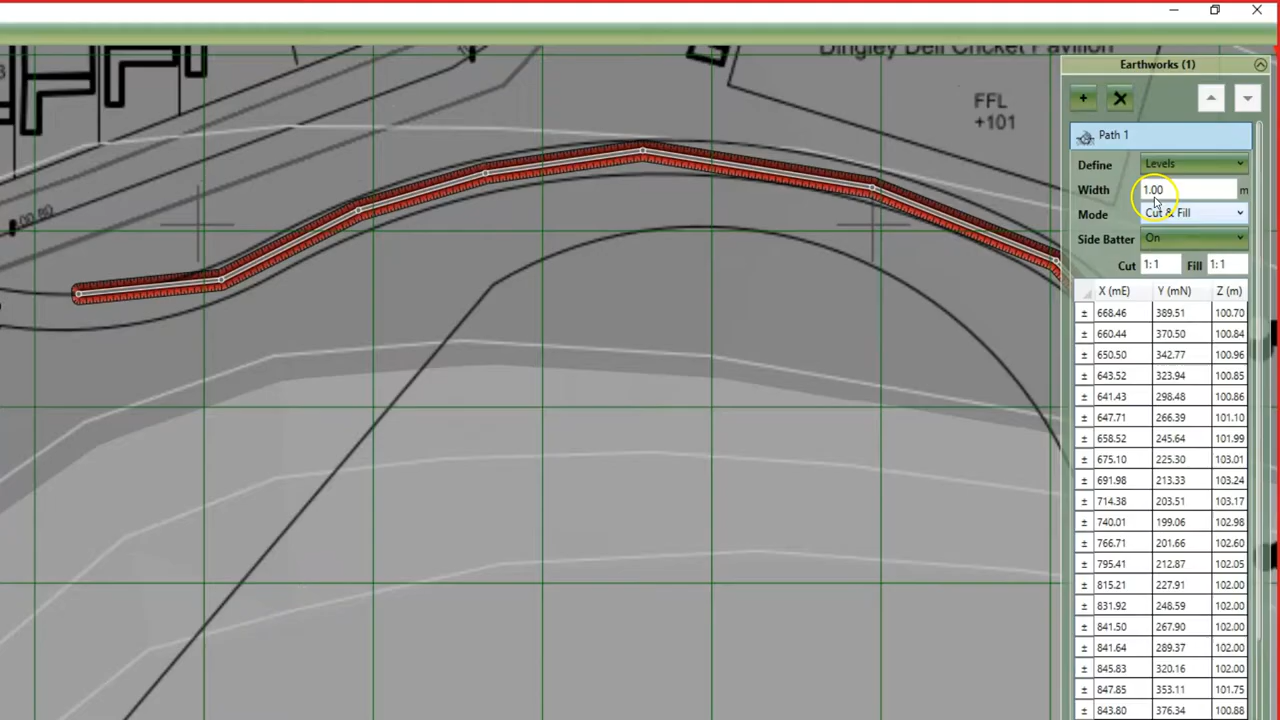 Dingley Dell Cricket Pavilion
Earthworks (1)
FFL
+101
Path 1
Define Levels
Width 1.00 m
Mode Cut & Fill
Side Batter On
Cut 1:1 Fill 1:1
X (mE) Y (mN) Z (m)
± 668.46 389.51 100.70
± 660.44 370.50 100.84
± 650.50 342.77 100.96
± 643.52 323.94 100.85
± 641.43 298.48 100.86
± 647.71 266.39 101.10
± 658.52 245.64 101.99
± 675.10 225.30 103.01
± 691.98 213.33 103.24
± 714.38 203.51 103.17
± 740.01 199.06 102.98
± 766.71 201.66 102.60
± 795.41 212.87 102.05
± 815.21 227.91 102.00
± 831.92 248.59 102.00
± 841.50 267.90 102.00
± 841.64 289.37 102.00
± 845.83 320.16 102.00
± 847.85 353.11 101.75
± 843.80 376.34 100.88